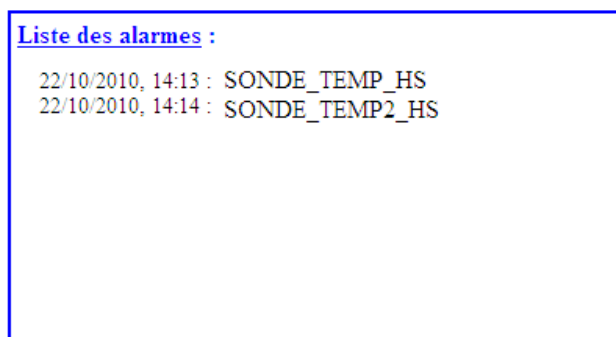 Liste des alarmes :
22/10/2010, 14:13 : SONDE_TEMP_HS
22/10/2010, 14:14 : SONDE_TEMP2_HS